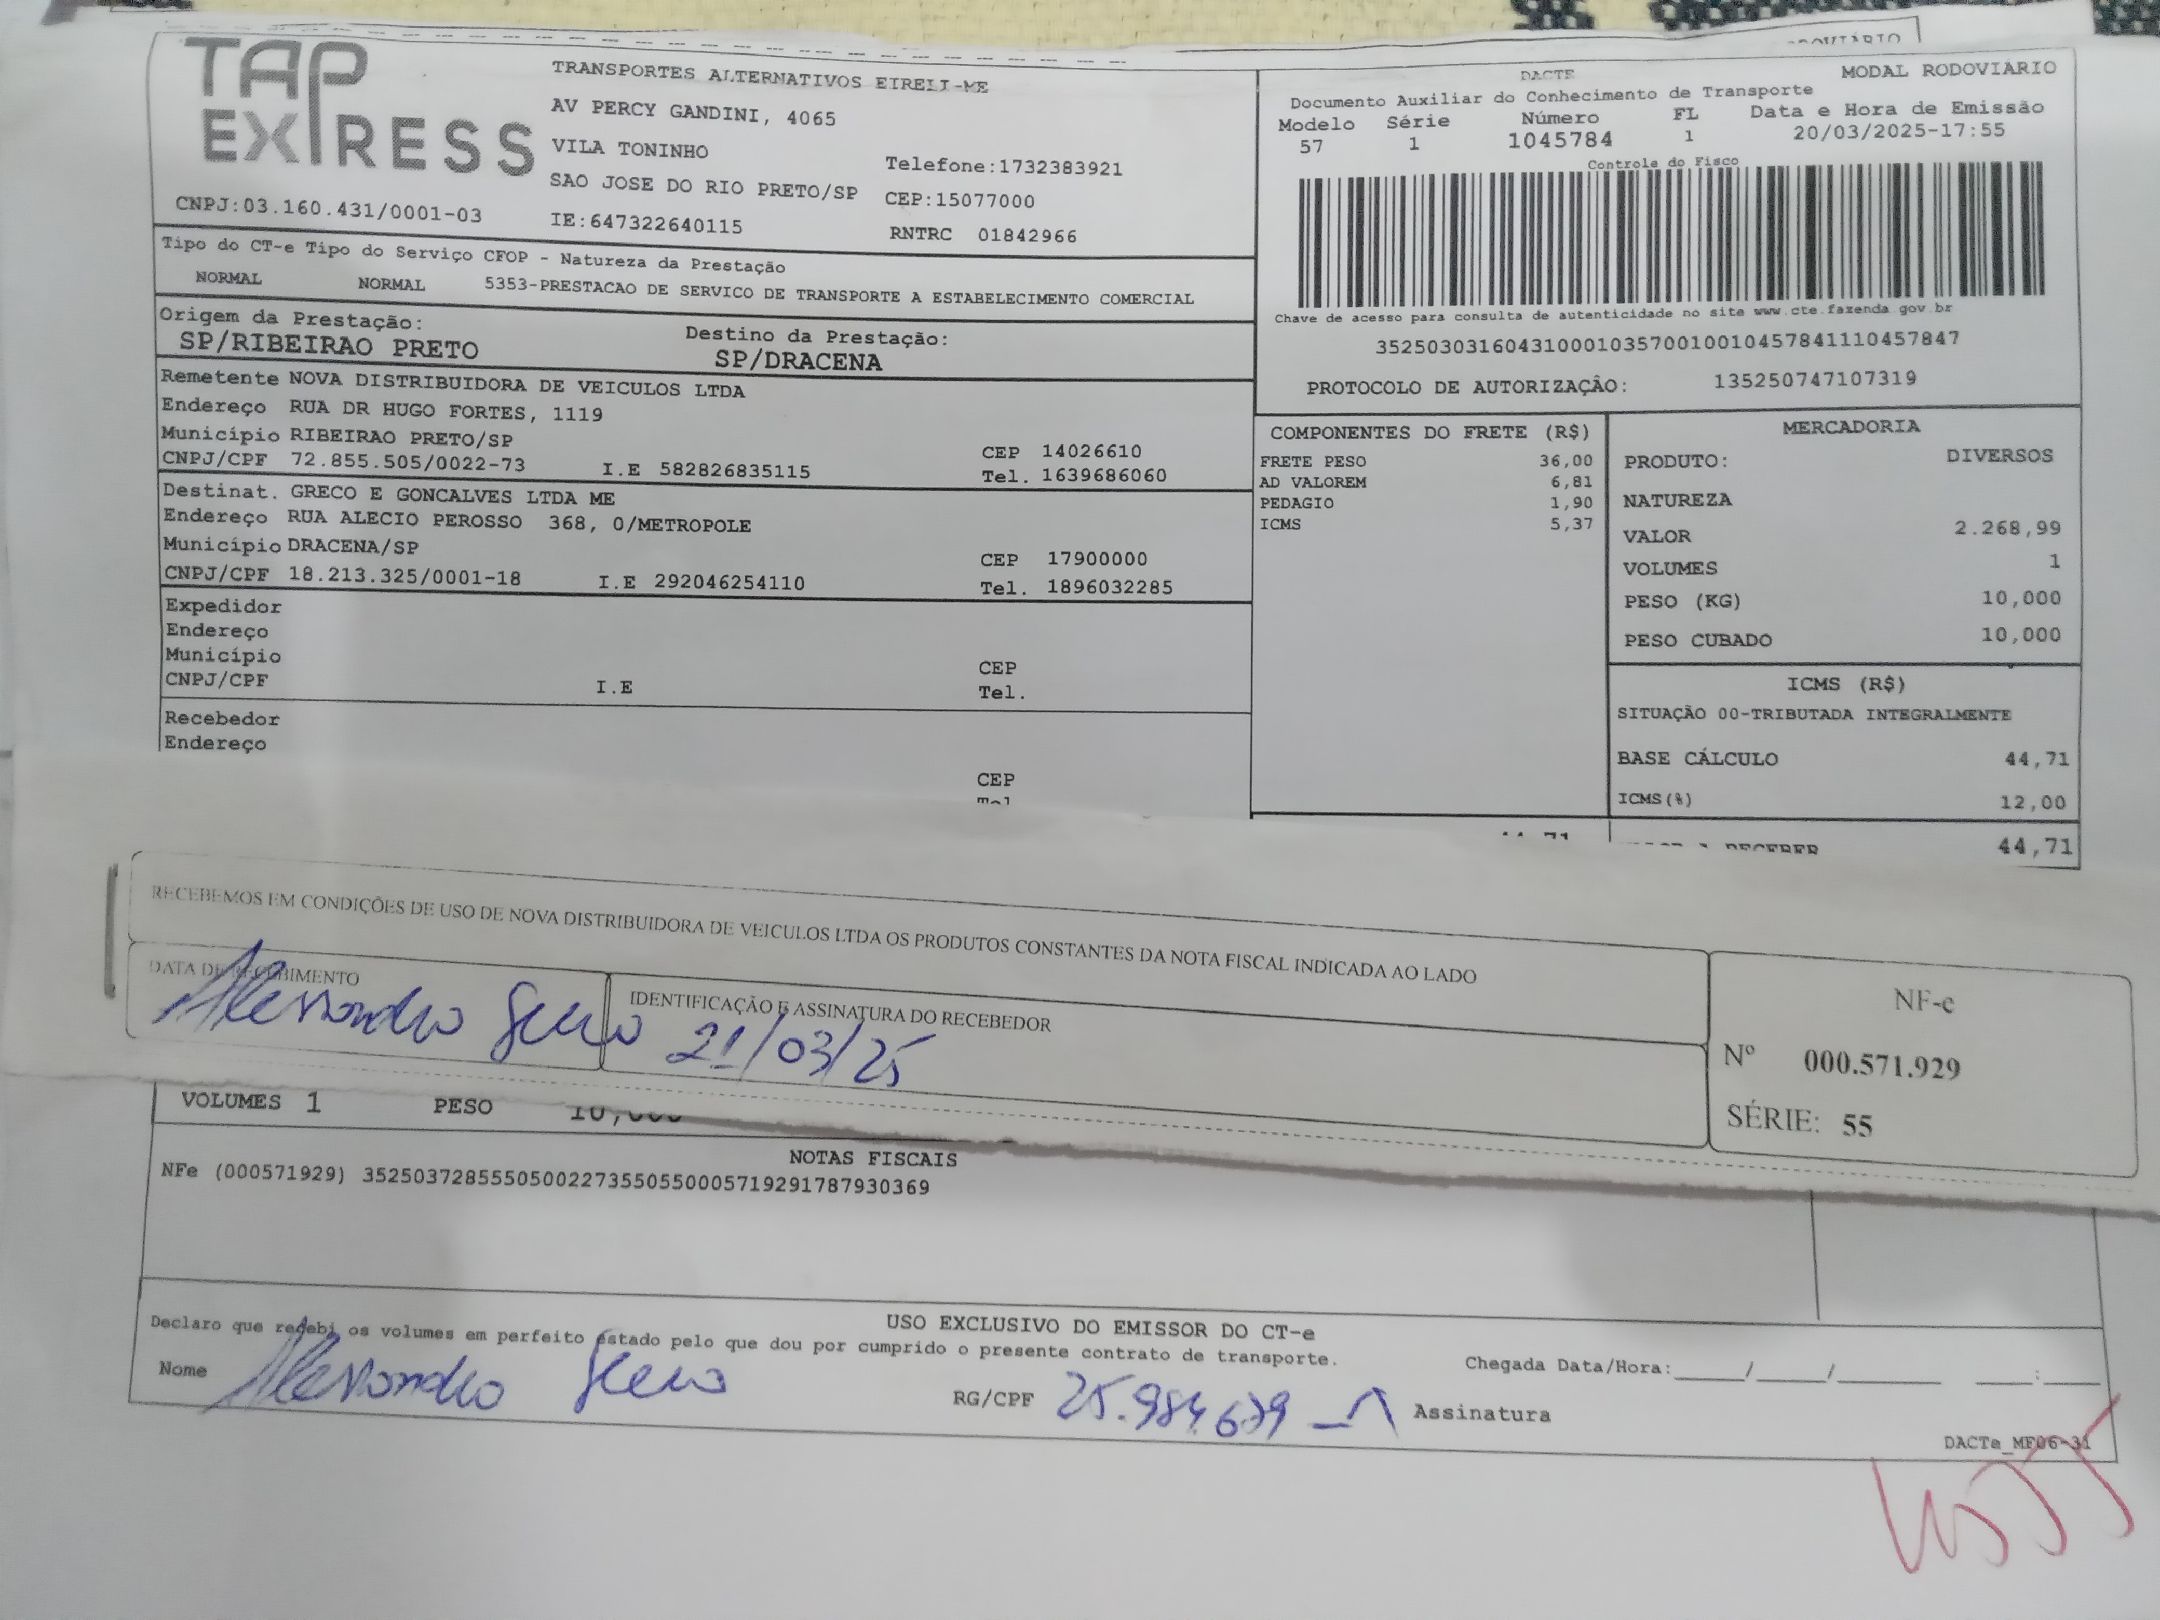 TAP EXPRESS
TRANSPORTES ALTERNATIVOS EIRELI-ME
AV PERCY GANDINI, 4065
VILA TONINHO
Telefone:1732383921
SAO JOSE DO RIO PRETO/SP CEP:15077000
CNPJ:03.160.431/0001-03 IE:647322640115 RNTRC 01842966
DACTE MODAL RODOVIÁRIO
Documento Auxiliar do Conhecimento de Transporte
Modelo Série Número FL Data e Hora de Emissão
57 1 1045784 1 20/03/2025-17:55
Controle do Fisco
Chave de acesso para consulta de autenticidade no site www.cte.fazenda.gov.br
35250303160431000103570010010457841110457847
PROTOCOLO DE AUTORIZAÇÃO: 135250747107319
Tipo do CT-e Tipo do Serviço CFOP - Natureza da Prestação
NORMAL NORMAL 5353-PRESTACAO DE SERVICO DE TRANSPORTE A ESTABELECIMENTO COMERCIAL
Origem da Prestação: Destino da Prestação:
SP/RIBEIRAO PRETO SP/DRACENA
Remetente NOVA DISTRIBUIDORA DE VEICULOS LTDA
Endereço RUA DR HUGO FORTES, 1119
Município RIBEIRAO PRETO/SP CEP 14026610
CNPJ/CPF 72.855.505/0022-73 I.E 582826835115 Tel. 1639686060
Destinat. GRECO E GONCALVES LTDA ME
Endereço RUA ALECIO PEROSSO 368, 0/METROPOLE
Município DRACENA/SP CEP 17900000
CNPJ/CPF 18.213.325/0001-18 I.E 292046254110 Tel. 1896032285
Expedidor
Endereço
Município CEP
CNPJ/CPF I.E Tel.
Recebedor
Endereço
CEP
COMPONENTES DO FRETE (R$)
FRETE PESO 36,00
AD VALOREM 6,81
PEDAGIO 1,90
ICMS 5,37
MERCADORIA
PRODUTO: DIVERSOS
NATUREZA
VALOR 2.268,99
VOLUMES 1
PESO (KG) 10,000
PESO CUBADO 10,000
ICMS (R$)
SITUAÇÃO 00-TRIBUTADA INTEGRALMENTE
BASE CÁLCULO 44,71
ICMS(%) 12,00
44,71
RECEBEMOS EM CONDIÇÕES DE USO DE NOVA DISTRIBUIDORA DE VEICULOS LTDA OS PRODUTOS CONSTANTES DA NOTA FISCAL INDICADA AO LADO
DATA DE RECEBIMENTO IDENTIFICAÇÃO E ASSINATURA DO RECEBEDOR
Alessandro 21/03/25
NF-e
Nº 000.571.929
SÉRIE: 55
VOLUMES 1 PESO
NOTAS FISCAIS
NFe (000571929) 35250372855505002273550550005719291787930369
USO EXCLUSIVO DO EMISSOR DO CT-e
Declaro que recebi os volumes em perfeito estado pelo que dou por cumprido o presente contrato de transporte.
Chegada Data/Hora:____/____/______ ___:___
Nome Alessandro RG/CPF 25.984.639 Assinatura
DACTe_MF06-31